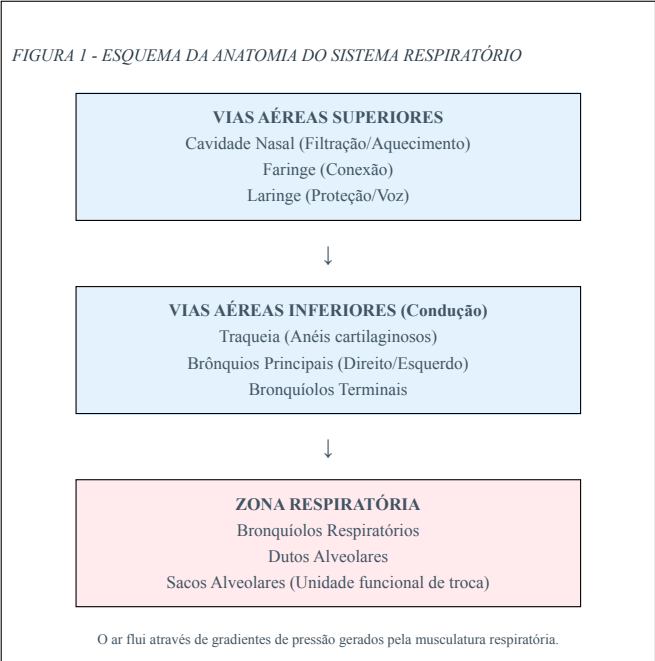 FIGURA 1 - ESQUEMA DA ANATOMIA DO SISTEMA RESPIRATÓRIO
VIAS AÉREAS SUPERIORES
Cavidade Nasal (Filtração/Aquecimento)
Faringe (Conexão)
Laringe (Proteção/Voz)
↓
VIAS AÉREAS INFERIORES (Condução)
Traqueia (Anéis cartilaginosos)
Brônquios Principais (Direito/Esquerdo)
Bronquíolos Terminais
↓
ZONA RESPIRATÓRIA
Bronquíolos Respiratórios
Dutos Alveolares
Sacos Alveolares (Unidade funcional de troca)
O ar flui através de gradientes de pressão gerados pela musculatura respiratória.